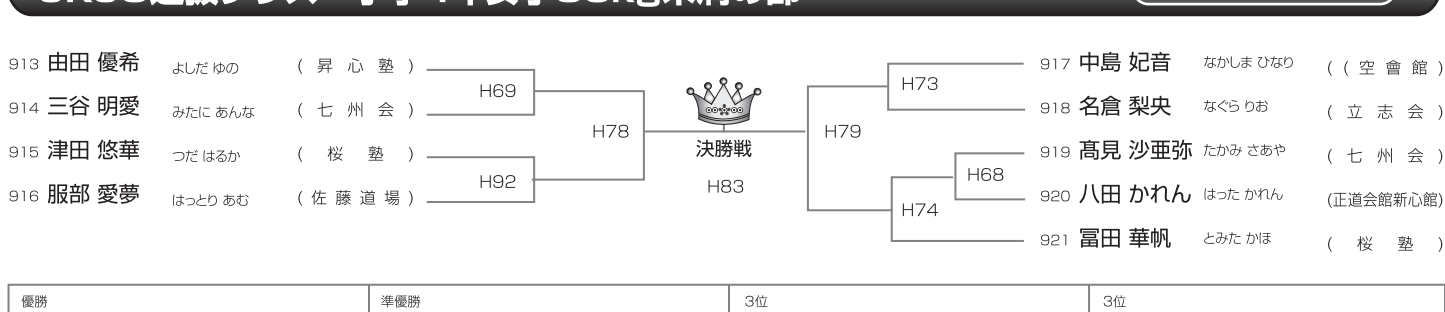 913 由田 優希 よしだ ゆの ( 昇 心 塾 )
914 三谷 明愛 みたに あんな ( 七 州 会 )
915 津田 悠華 つだ はるか ( 桜 塾 )
916 服部 愛夢 はっとり あむ ( 佐 藤 道 場 )
H69
H92
H78
決勝戦
H83
H79
H73
H68
H74
917 中島 妃音 なかしま ひなり ( ( 空 會 館 )
918 名倉 梨央 なぐら りお ( 立 志 会 )
919 髙見 沙亜弥 たかみ さあや ( 七 州 会 )
920 八田 かれん はった かれん (正道会館新心館)
921 冨田 華帆 とみた かほ ( 桜 塾 )
優勝 準優勝 3位 3位